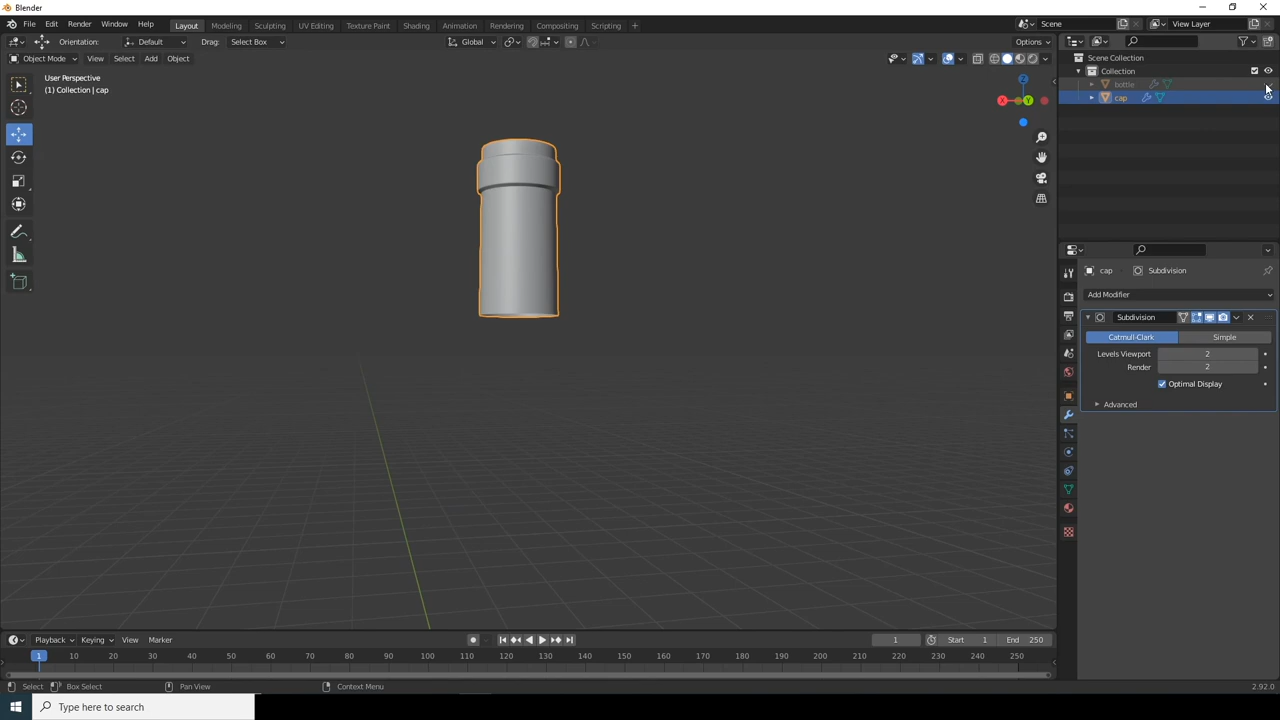 Blender
File Edit Render Window Help Layout Modeling Sculpting UV Editing Texture Paint Shading Animation Rendering Compositing Scripting + Scene View Layer
Orientation: Default Drag: Select Box Global Options
Object Mode View Select Add Object
User Perspective
(1) Collection | cap
X Y Z
Scene Collection
Collection
bottle
cap
cap Subdivision
Add Modifier
Subdivision
Catmull-Clark Simple
Levels Viewport 2
Render 2
Optimal Display
Advanced
Playback Keying View Marker 1 Start 1 End 250
1 10 20 30 40 50 60 70 80 90 100 110 120 130 140 150 160 170 180 190 200 210 220 230 240 250
Select Box Select Pan View Context Menu 2.92.0
Type here to search